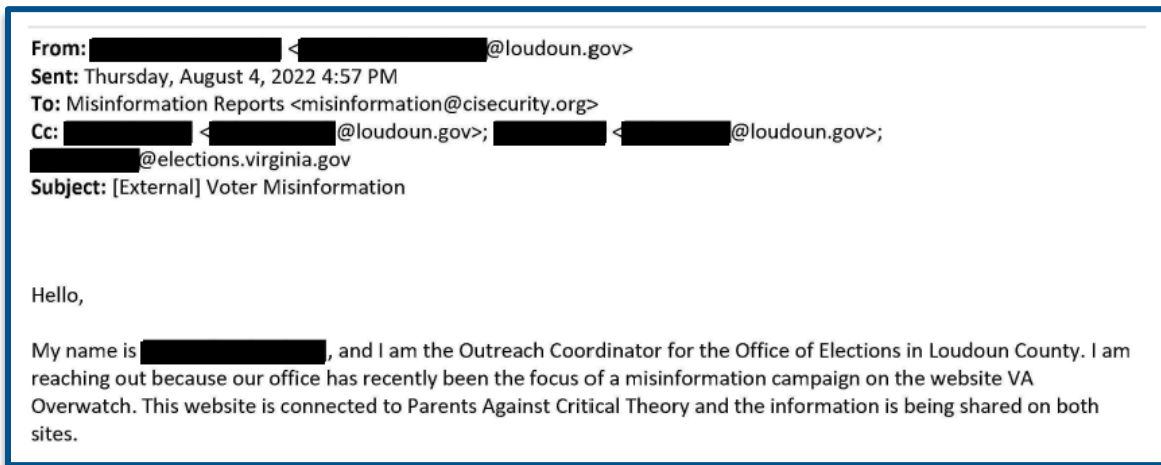 From: < @loudoun.gov>
Sent: Thursday, August 4, 2022 4:57 PM
To: Misinformation Reports <misinformation@cisecurity.org>
Cc: < @loudoun.gov>; < @loudoun.gov>;
@elections.virginia.gov
Subject: [External] Voter Misinformation
Hello,
My name is , and I am the Outreach Coordinator for the Office of Elections in Loudoun County. I am
reaching out because our office has recently been the focus of a misinformation campaign on the website VA
Overwatch. This website is connected to Parents Against Critical Theory and the information is being shared on both
sites.